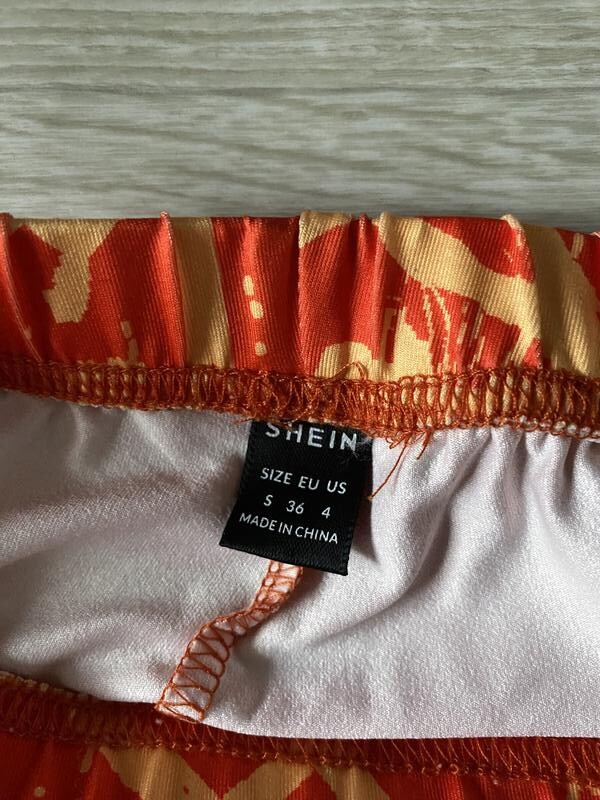 SHEIN
SIZE EU US
S 36 4
MADE IN CHINA